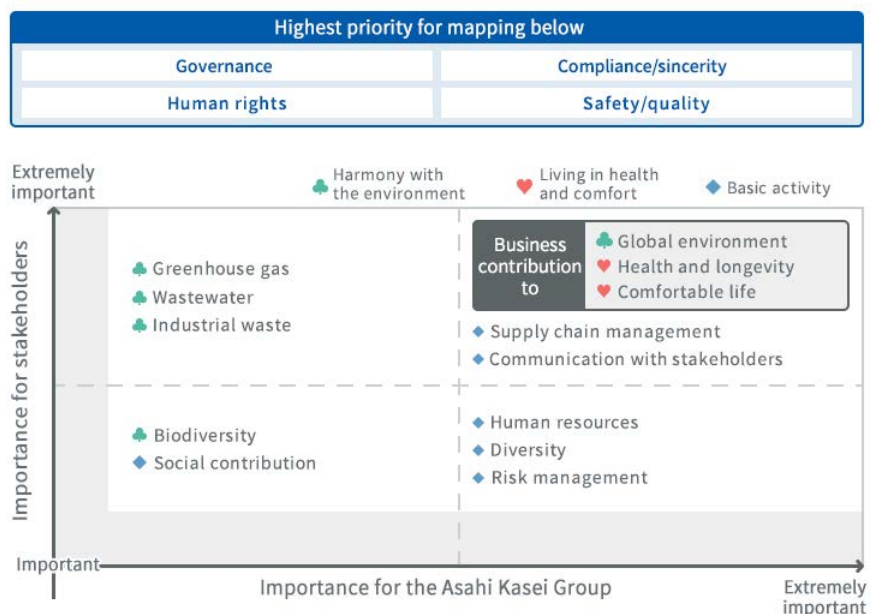 Highest priority for mapping below
Governance
Compliance/sincerity
Human rights
Safety/quality
Extremely
important
Harmony with
the environment
Living in health
and comfort
Basic activity
Importance for stakeholders
Greenhouse gas
Wastewater
Industrial waste
Business
contribution
to
Global environment
Health and longevity
Comfortable life
Supply chain management
Communication with stakeholders
Biodiversity
Social contribution
Human resources
Diversity
Risk management
Important
Importance for the Asahi Kasei Group
Extremely
important